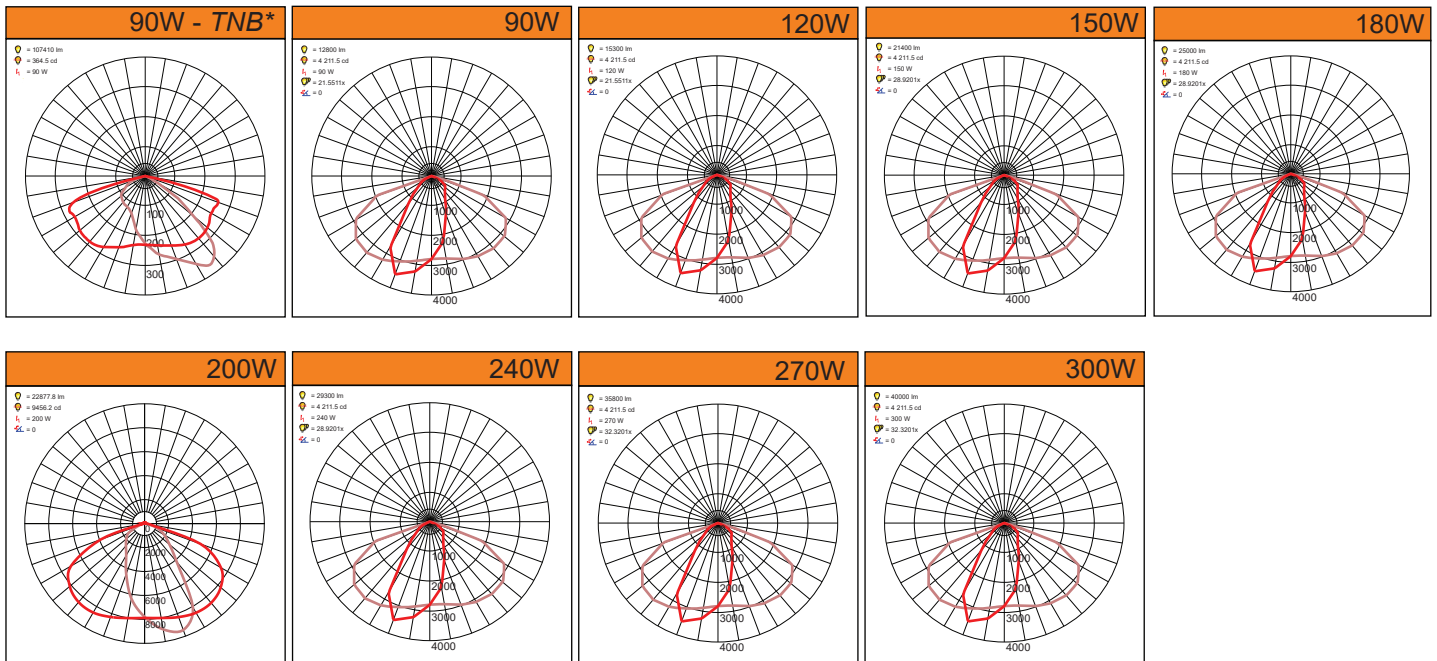 90W - TNB*
= 107410 lm
= 364.5 cd
= 90 W
100
200
300
90W
= 12800 lm
= 4 211.5 cd
= 90 W
= 21.5511x
= 0
1000
2000
3000
4000
120W
= 15300 lm
= 4 211.5 cd
= 120 W
= 21.5511x
= 0
1000
2000
3000
4000
150W
= 21400 lm
= 4 211.5 cd
= 150 W
= 28.9201x
= 0
1000
2000
3000
4000
180W
= 25000 lm
= 4 211.5 cd
= 180 W
= 28.9201x
= 0
1000
2000
3000
4000
200W
= 22877.8 lm
= 9456.2 cd
= 200 W
= 0
0
2000
4000
6000
8000
240W
= 29300 lm
= 4 211.5 cd
= 240 W
= 28.9201x
= 0
1000
2000
3000
4000
270W
= 35800 lm
= 4 211.5 cd
= 270 W
= 32.3201x
= 0
1000
2000
3000
4000
300W
= 40000 lm
= 4 211.5 cd
= 300 W
= 32.3201x
= 0
1000
2000
3000
4000